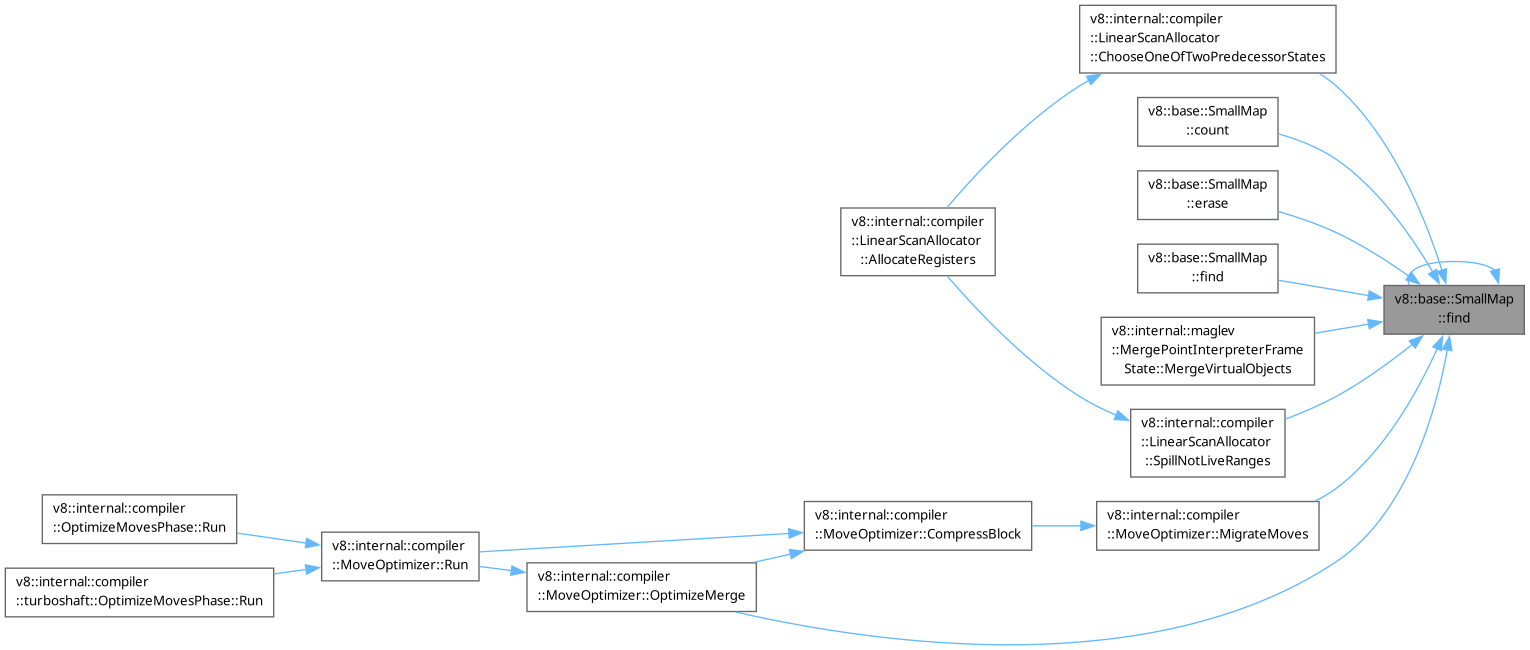 v8::internal::compiler
::LinearScanAllocator
::ChooseOneOfTwoPredecessorStates
v8::base::SmallMap
::count
v8::base::SmallMap
::erase
v8::internal::compiler
::LinearScanAllocator
::AllocateRegisters
v8::base::SmallMap
::find
v8::base::SmallMap
::find
v8::internal::maglev
::MergePointInterpreterFrame
State::MergeVirtualObjects
v8::internal::compiler
::LinearScanAllocator
::SpillNotLiveRanges
v8::internal::compiler
::OptimizeMovesPhase::Run
v8::internal::compiler
::MoveOptimizer::CompressBlock
v8::internal::compiler
::MoveOptimizer::MigrateMoves
v8::internal::compiler
::MoveOptimizer::Run
v8::internal::compiler
::turboshaft::OptimizeMovesPhase::Run
v8::internal::compiler
::MoveOptimizer::OptimizeMerge